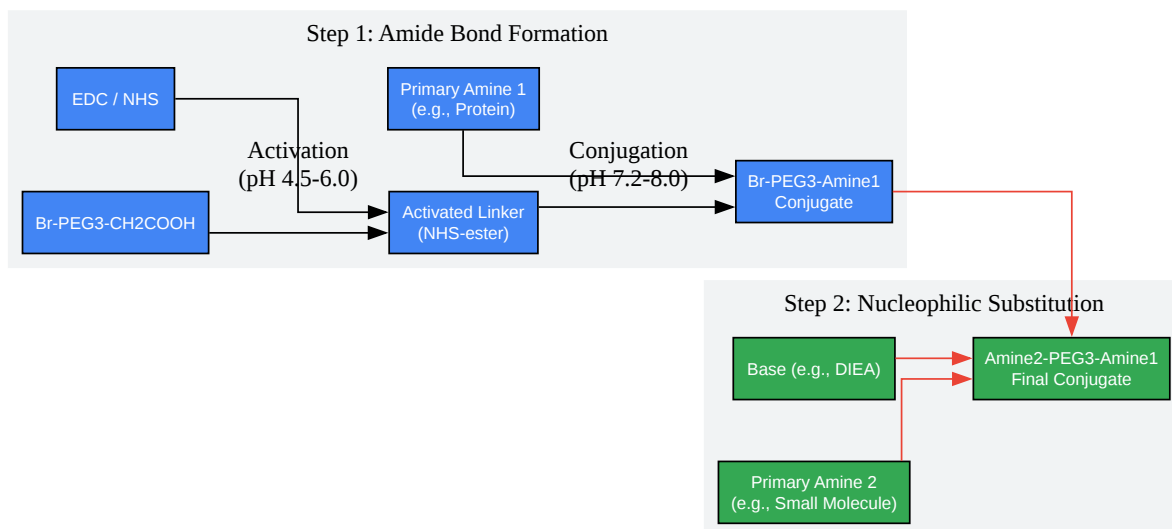 Step 1: Amide Bond Formation
EDC / NHS
Primary Amine 1
(e.g., Protein)
Activation
(pH 4.5-6.0)
Conjugation
(pH 7.2-8.0)
Br-PEG3-CH2COOH
Activated Linker
(NHS-ester)
Br-PEG3-Amine1
Conjugate
Step 2: Nucleophilic Substitution
Base (e.g., DIEA)
Amine2-PEG3-Amine1
Final Conjugate
Primary Amine 2
(e.g., Small Molecule)